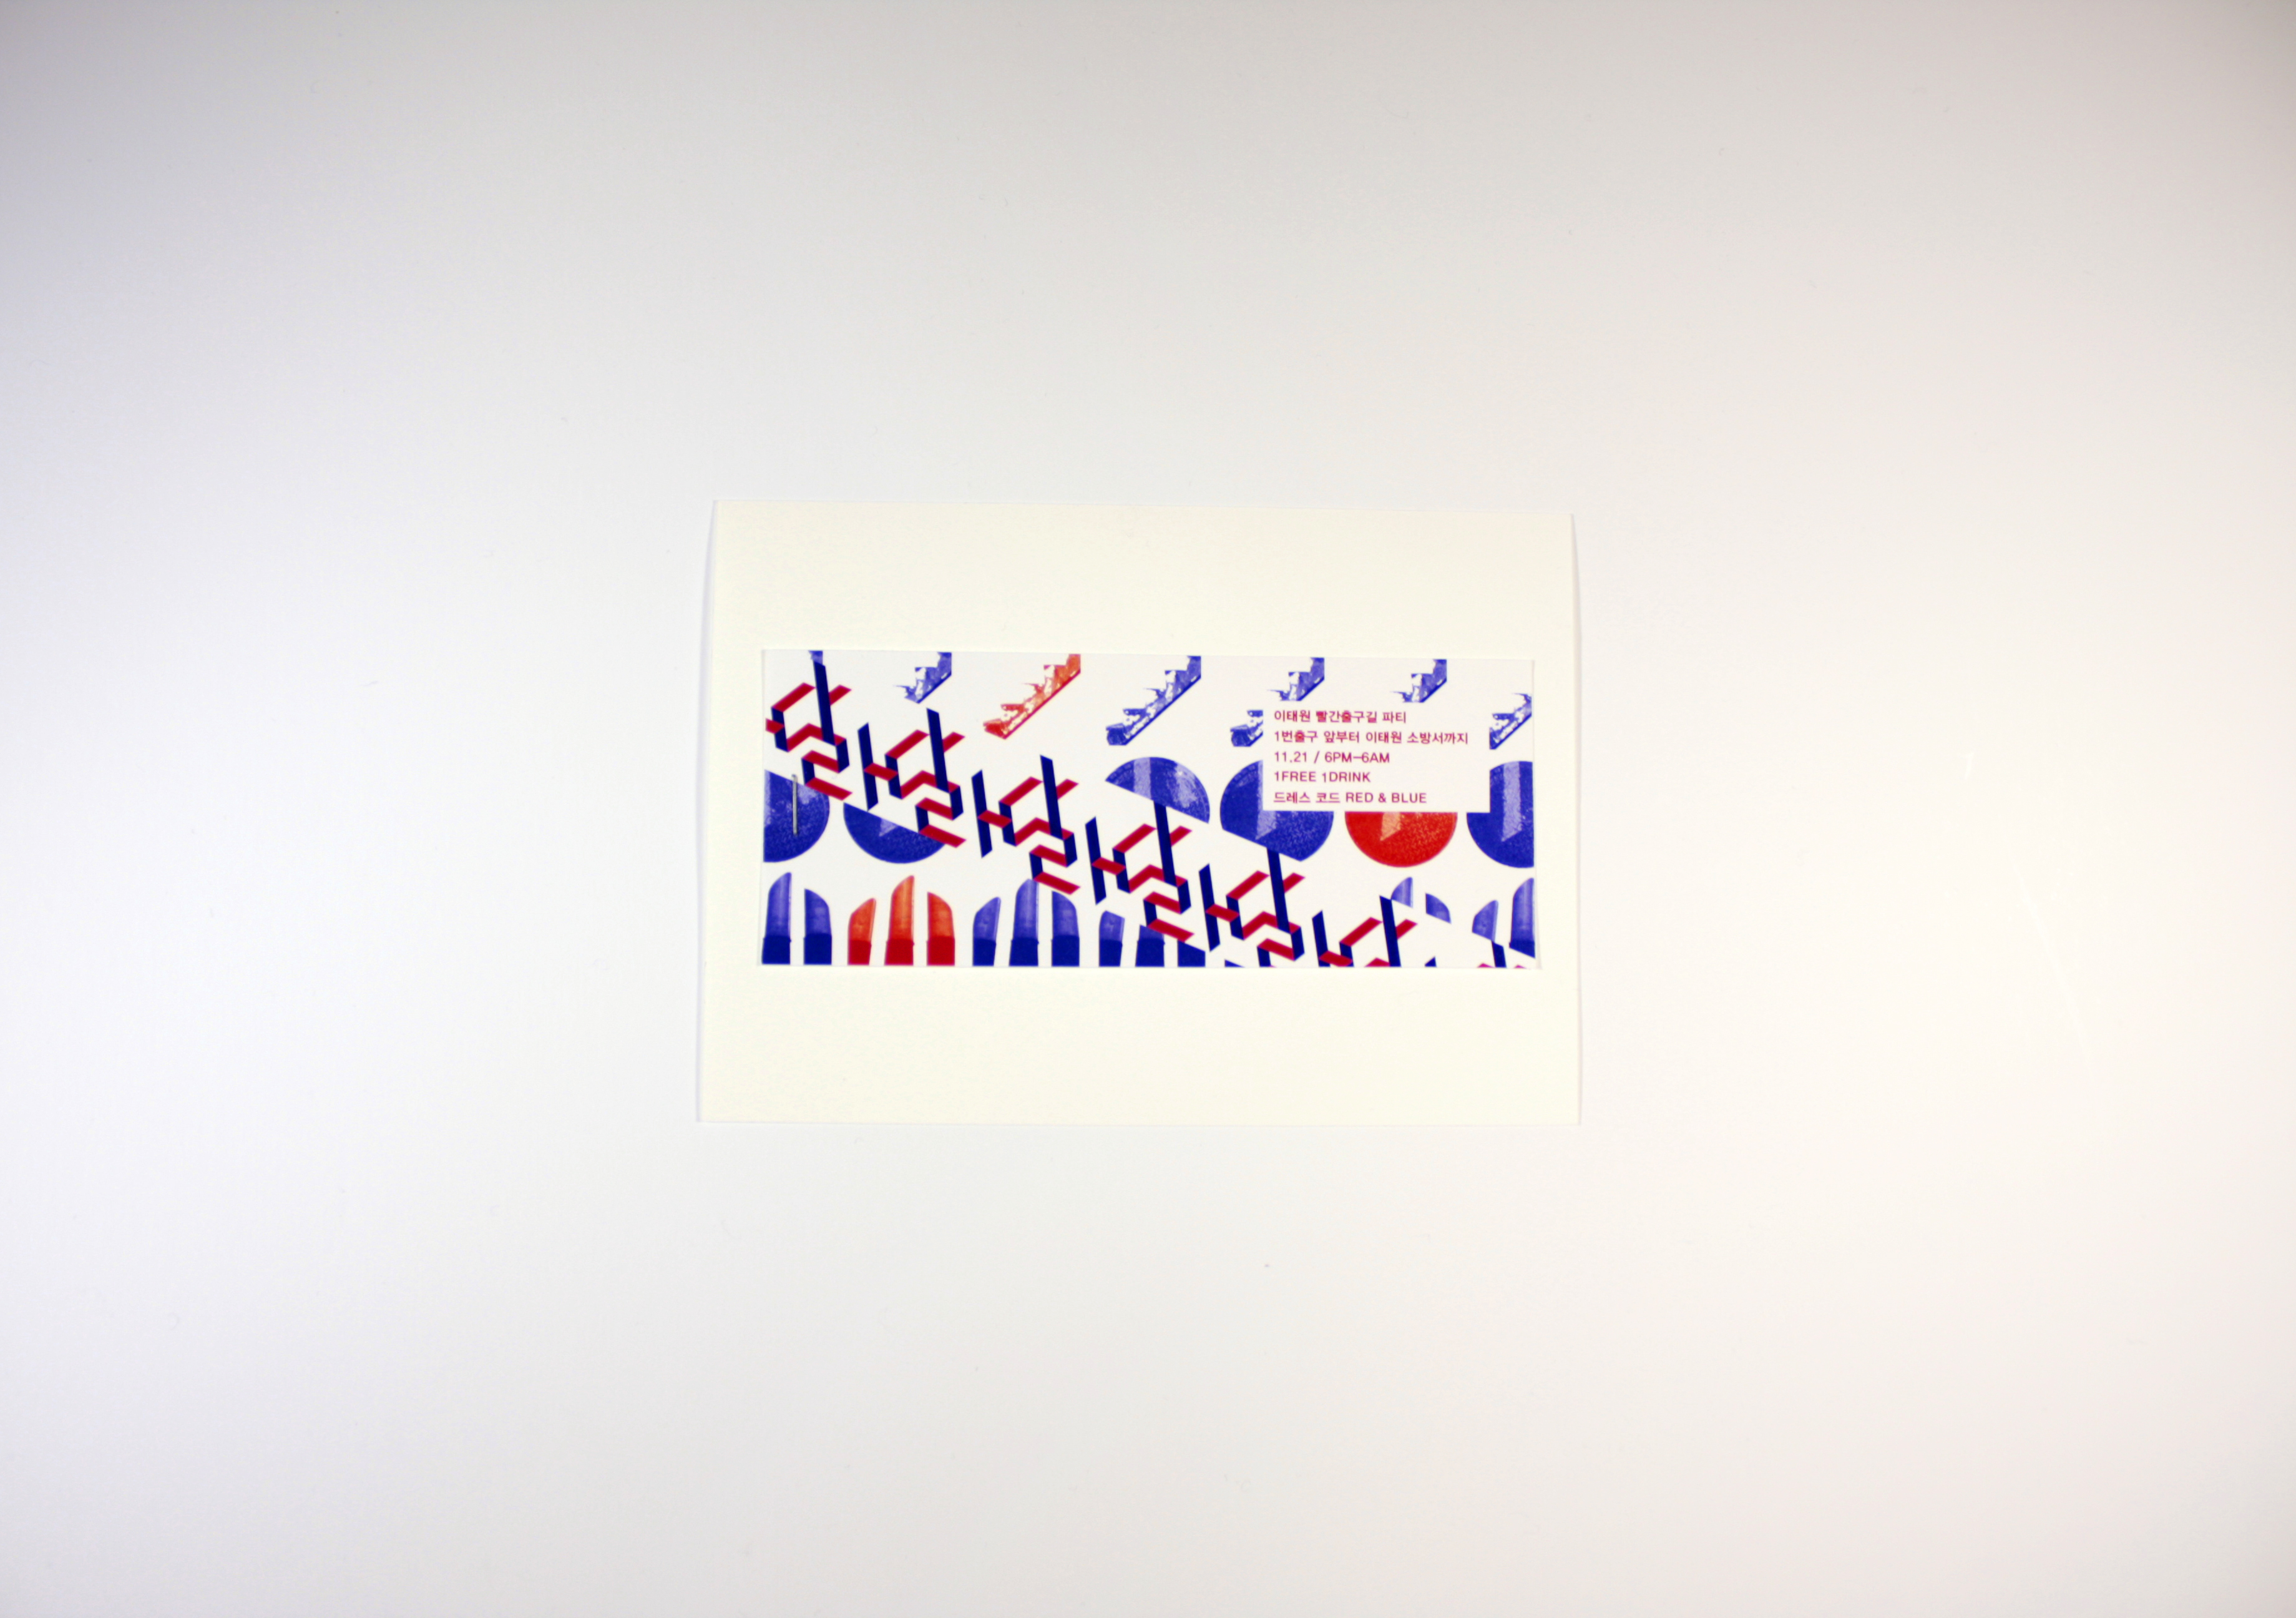 이태원 빨간출구길 파티
1번출구 앞부터 이태원 소방서까지
11.21 / 6PM–6AM
1FREE 1DRINK
드레스 코드 RED & BLUE